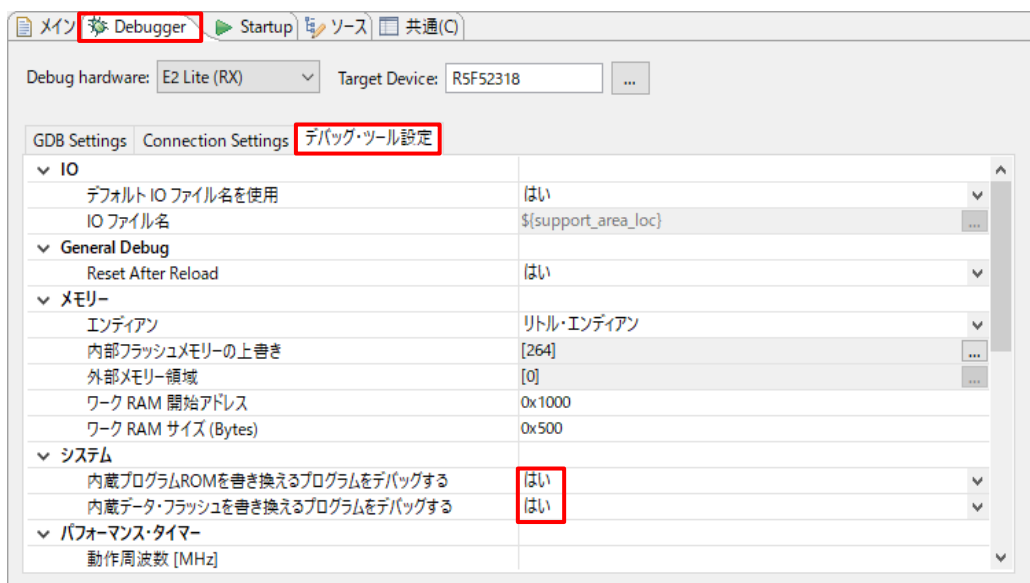 メイン Debugger Startup ソース 共通(C)
Debug hardware: E2 Lite (RX) Target Device: R5F52318 ...
GDB Settings Connection Settings デバッグ・ツール設定
IO
デフォルト IO ファイル名を使用 はい
IO ファイル名 ${support_area_loc} ...
General Debug
Reset After Reload はい
メモリー
エンディアン リトル・エンディアン
内部フラッシュメモリーの上書き [264] ...
外部メモリー領域 [0] ...
ワーク RAM 開始アドレス 0x1000
ワーク RAM サイズ (Bytes) 0x500
システム
内蔵プログラムROMを書き換えるプログラムをデバッグする はい
内蔵データ・フラッシュを書き換えるプログラムをデバッグする はい
パフォーマンス・タイマー
動作周波数 [MHz]